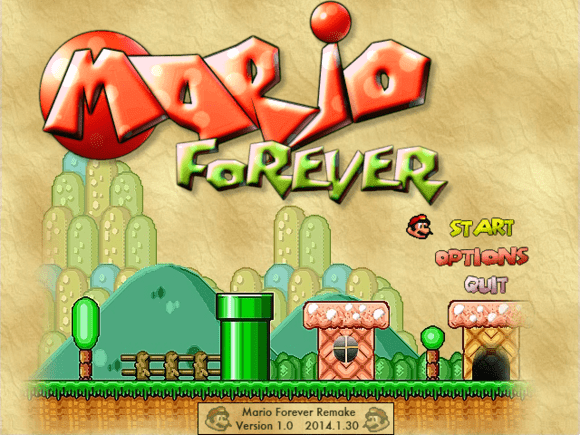 MARIO
FOREVER
START
OPTIONS
QUIT
Mario Forever Remake
Version 1.0 2014.1.30